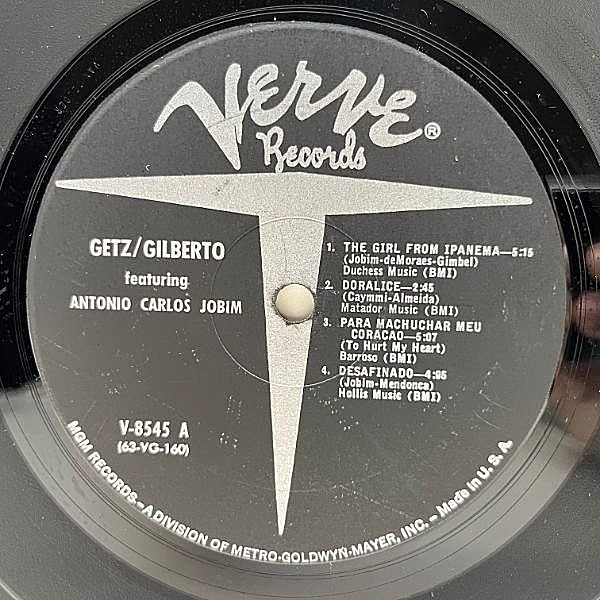 VERVE®
Records
GETZ/GILBERTO
featuring
ANTONIO CARLOS JOBIM
V-8545 A
(63-VG-160)
1. THE GIRL FROM IPANEMA—5:15
(Jobim-deMoraes-Gimbel)
Duchess Music (BMI)
2. DORALICE—2:45
(Caymmi-Almeida)
Matador Music (BMI)
3. PARA MACHUCHAR MEU
CORACAO—5:07
(To Hurt My Heart)
Barroso (BMI)
4. DESAFINADO—4:05
(Jobim-Mendonca)
Hollis Music (BMI)
MGM RECORDS—A DIVISION OF METRO-GOLDWYN-MAYER, INC.—Made in U. S. A.